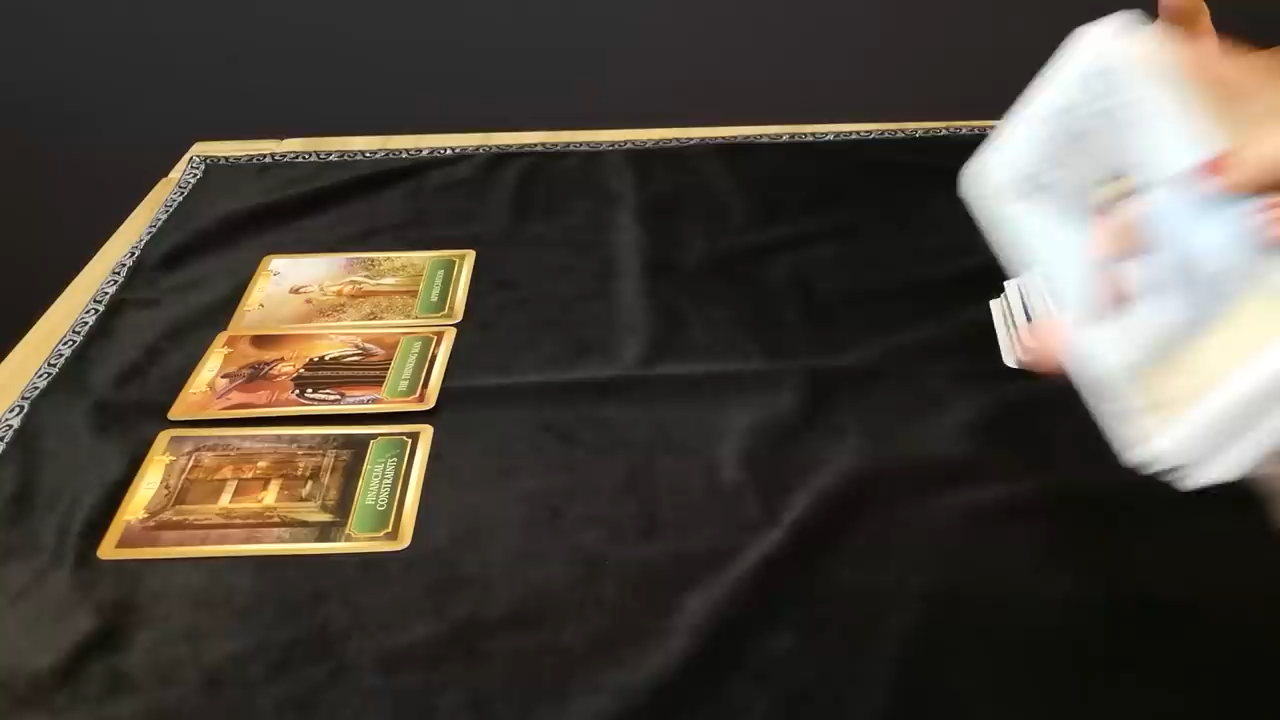 APPRECIATION
THE THINKING MAN
FINANCIAL
CONSTRAINTS